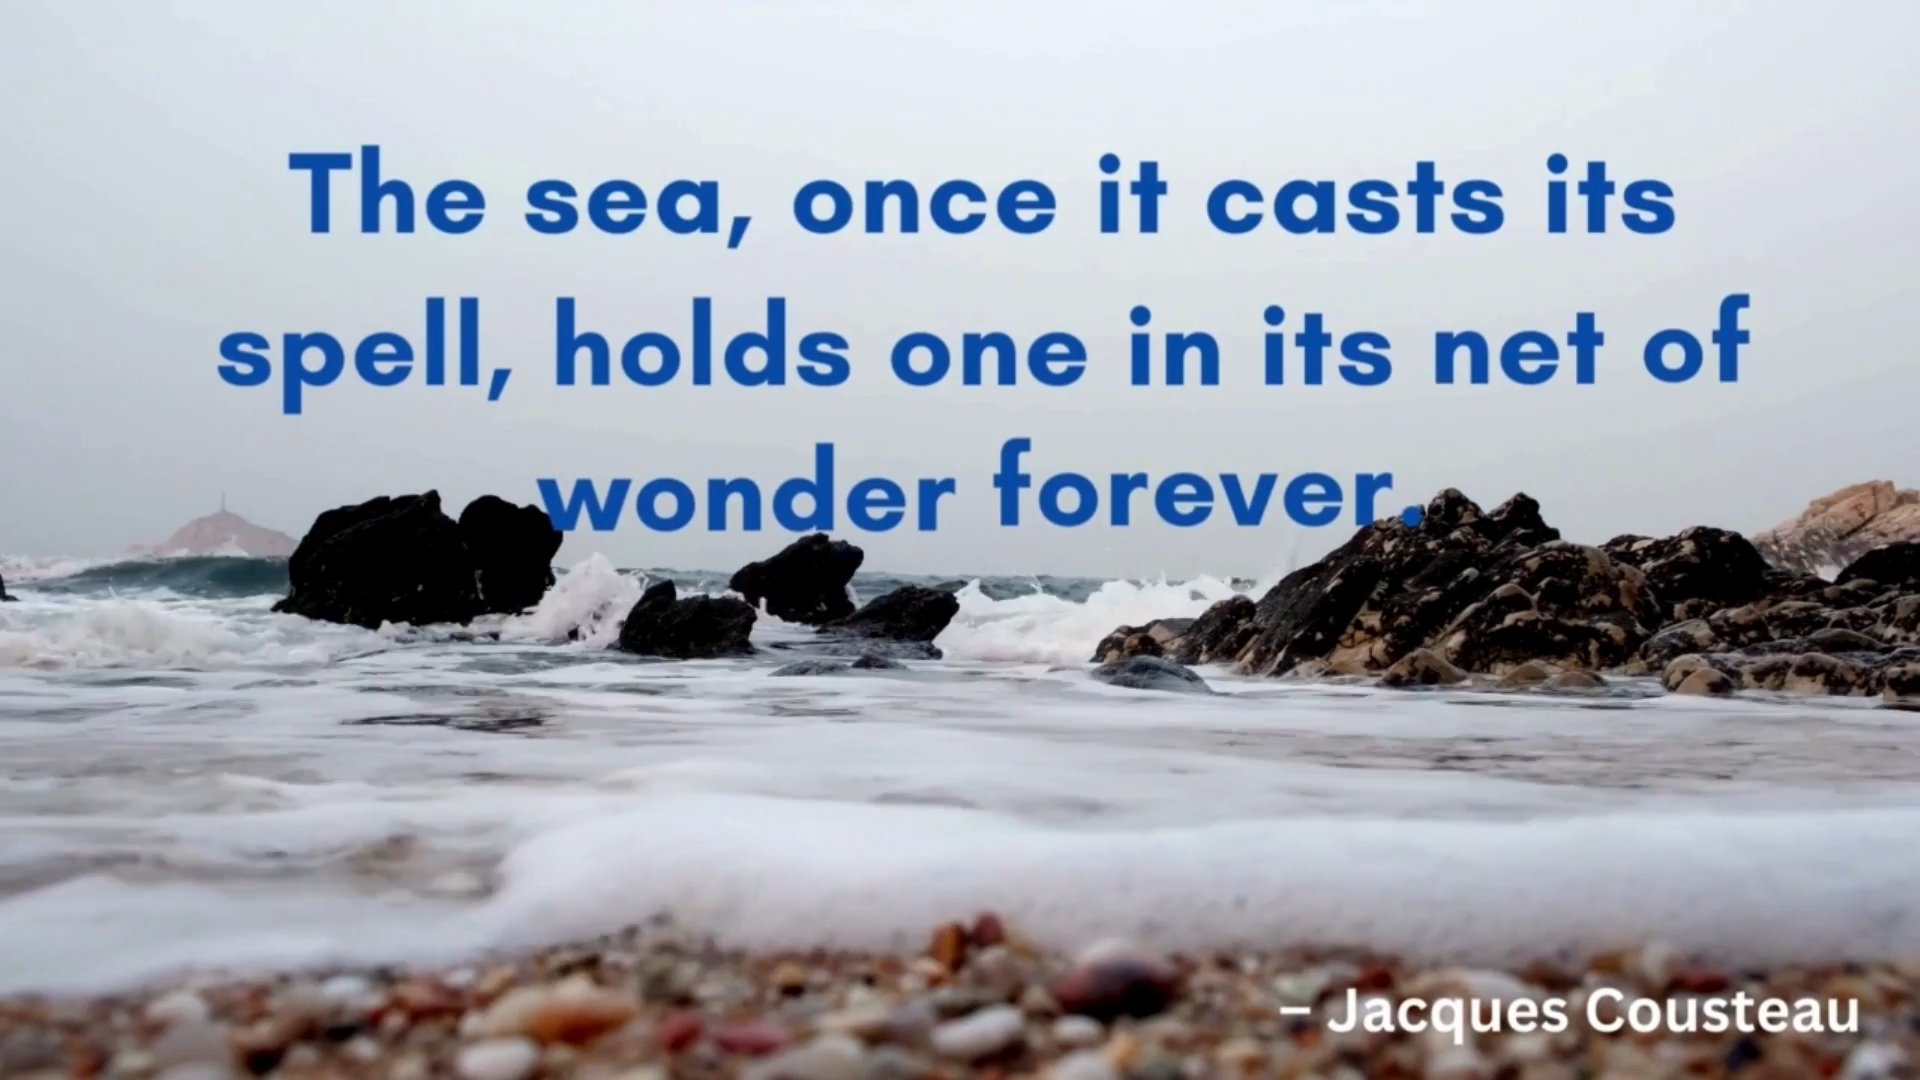 The sea, once it casts its
spell, holds one in its net of
wonder forever.
– Jacques Cousteau